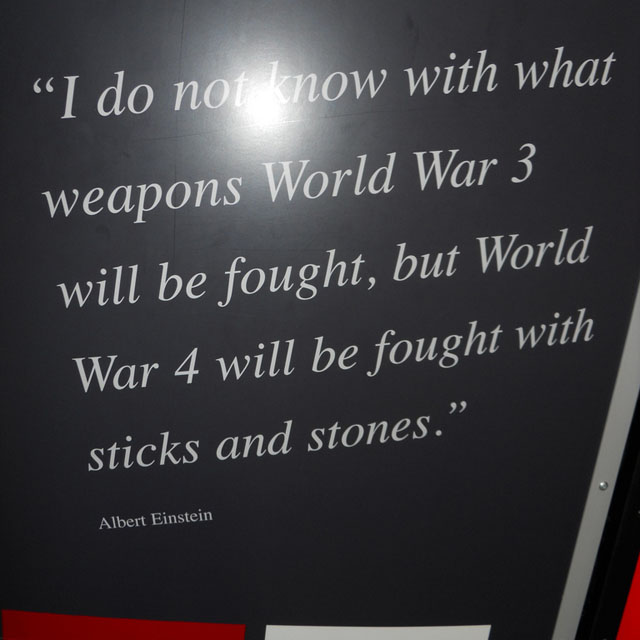 “I do not know with what
weapons World War 3
will be fought, but World
War 4 will be fought with
sticks and stones.”
Albert Einstein